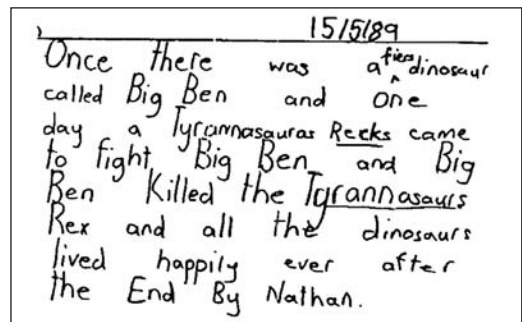 15/5/89
Once there was a fierc dinosaur
called Big Ben and one
day a Tyrannasauras Reeks came
to fight Big Ben and Big
Ben Killed the Tyrannasaurs
Rex and all the dinosaurs
lived happily ever after
the End By Nathan.